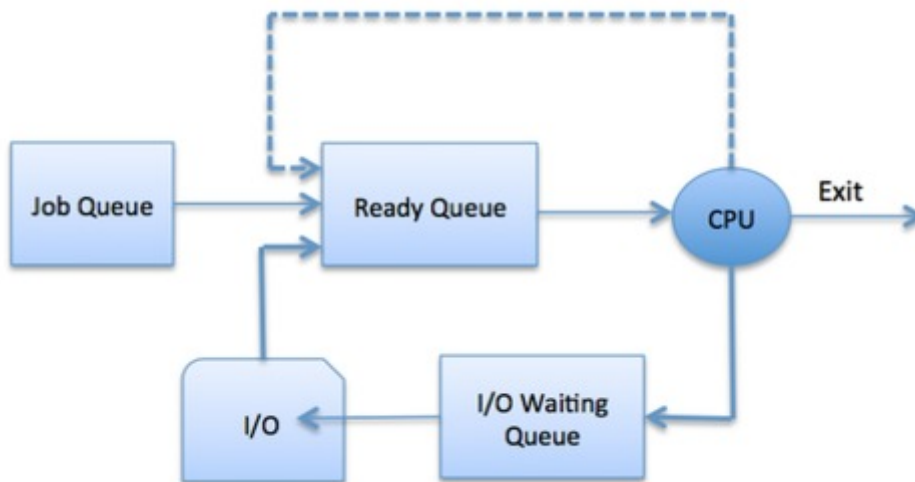 Job Queue
Ready Queue
CPU
Exit
I/O
I/O Waiting
Queue